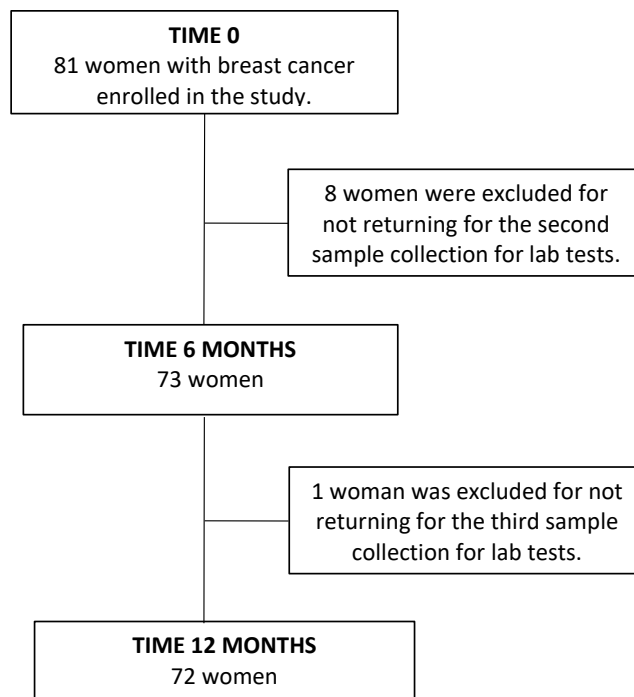 TIME 0
81 women with breast cancer
enrolled in the study.
8 women were excluded for
not returning for the second
sample collection for lab tests.
TIME 6 MONTHS
73 women
1 woman was excluded for not
returning for the third sample
collection for lab tests.
TIME 12 MONTHS
72 women